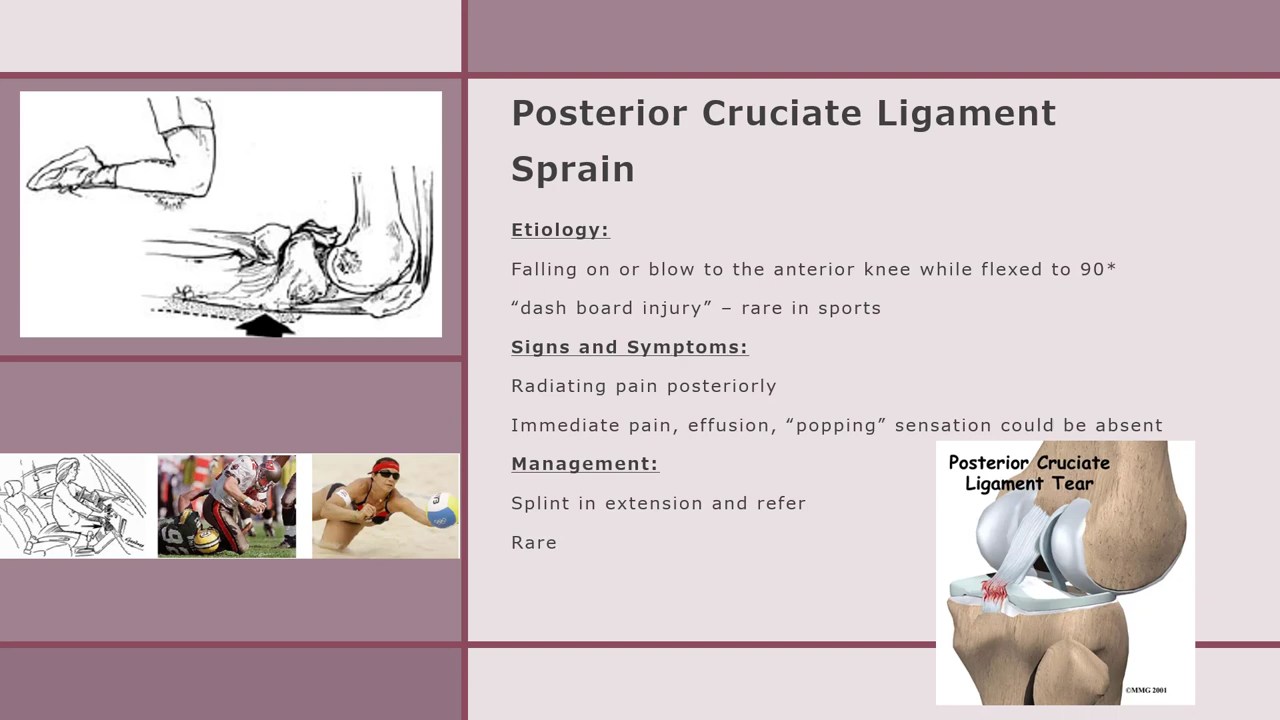 Posterior Cruciate Ligament
Sprain
Etiology:
Falling on or blow to the anterior knee while flexed to 90*
“dash board injury” – rare in sports
Signs and Symptoms:
Radiating pain posteriorly
Immediate pain, effusion, “popping” sensation could be absent
Management:
Splint in extension and refer
Rare
Posterior Cruciate
Ligament Tear
©MMG 2001